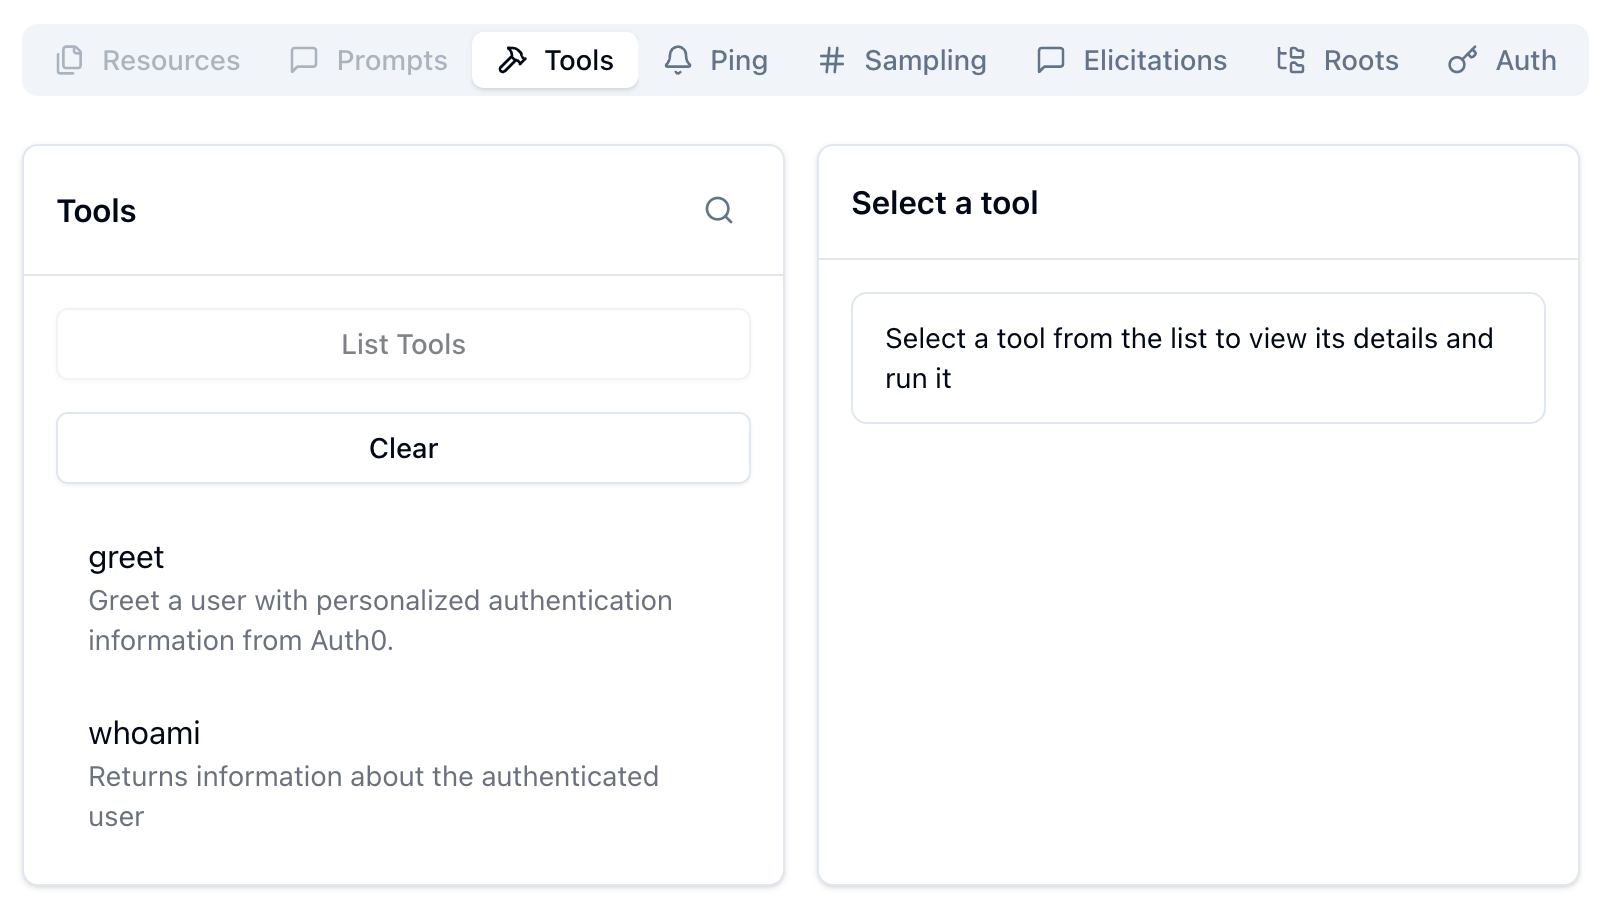 Resources
Prompts
Tools
Ping
Sampling
Elicitations
Roots
Auth
Tools
List Tools
Clear
greet
Greet a user with personalized authentication
information from Auth0.
whoami
Returns information about the authenticated
user
Select a tool
Select a tool from the list to view its details and
run it